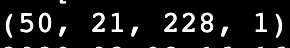 (50, 21, 228, 1)